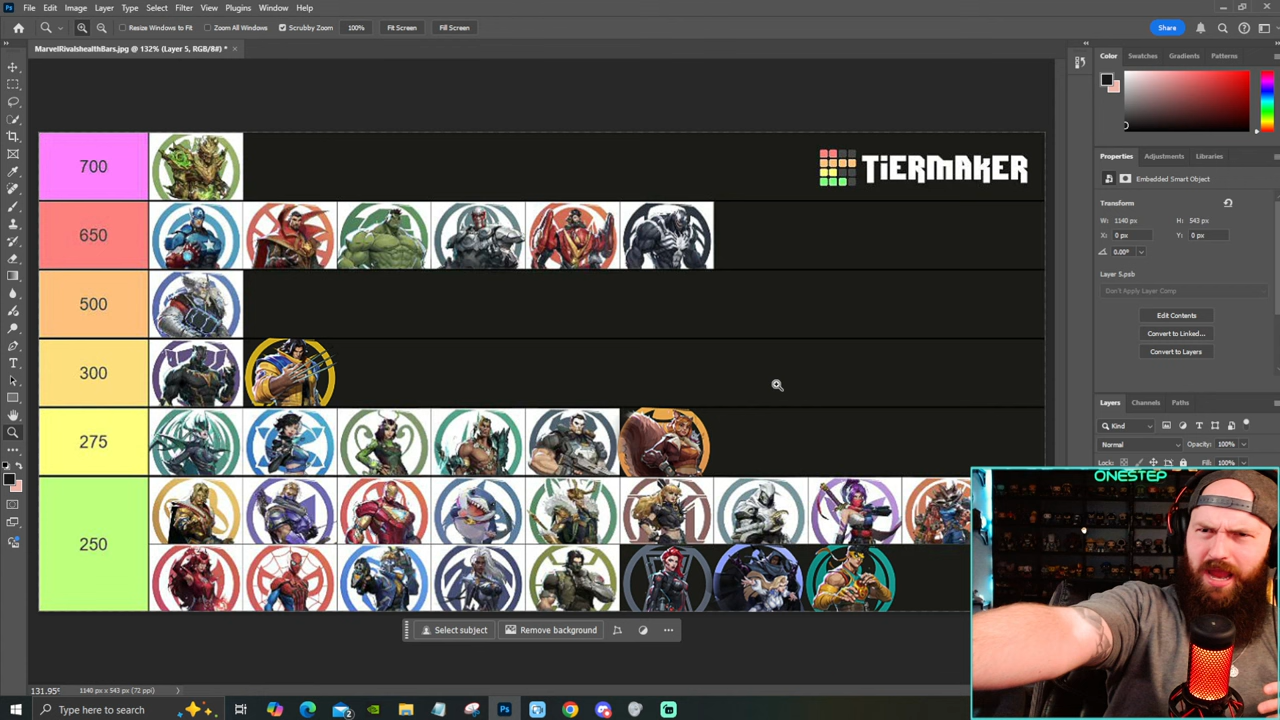 File Edit Image Layer Type Select Filter View Plugins Window Help
Resize Windows to Fit Zoom All Windows Scrubby Zoom 100% Fit Screen Fill Screen Share
MarvelRivalshealthBars.jpg @ 132% (Layer 5, RGB/8#) * ×
Color Swatches Gradients Patterns
700
TiERMAKER
650
500
300
275
250
Properties Adjustments Libraries
Embedded Smart Object
Transform
W: 1140 px H: 543 px
X: 0 px Y: 0 px
0.00°
Layer 5.psb
Don't Apply Layer Comp
Edit Contents
Convert to Linked...
Convert to Layers
Layers Channels Paths
Kind
Normal Opacity: 100%
Lock: Fill: 100%
ONESTEP
Select subject Remove background
131.95% 1140 px x 543 px (72 ppi)
Type here to search